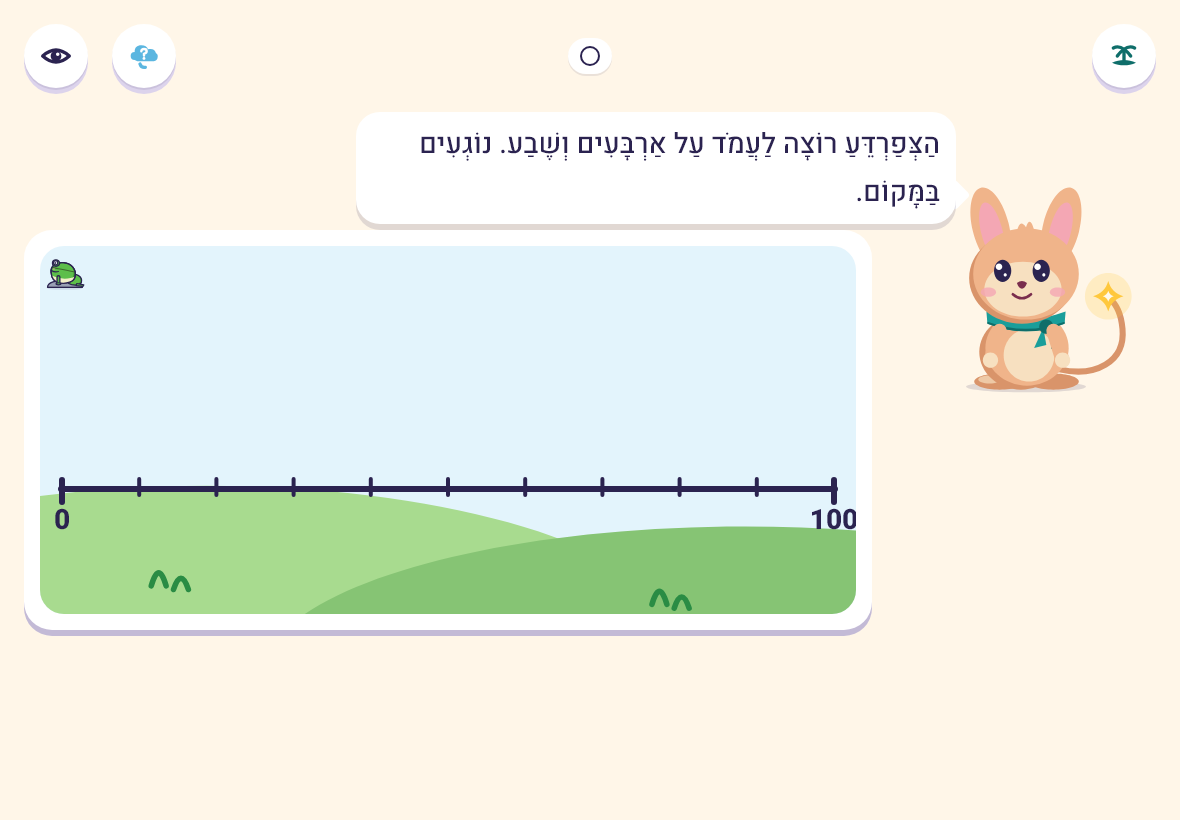 הַצְּפַרְדֵּעַ רוֹצָה לַעֲמֹד עַל אַרְבָּעִים וְשֶׁבַע. נוֹגְעִים
בַּמָּקוֹם.
0
100